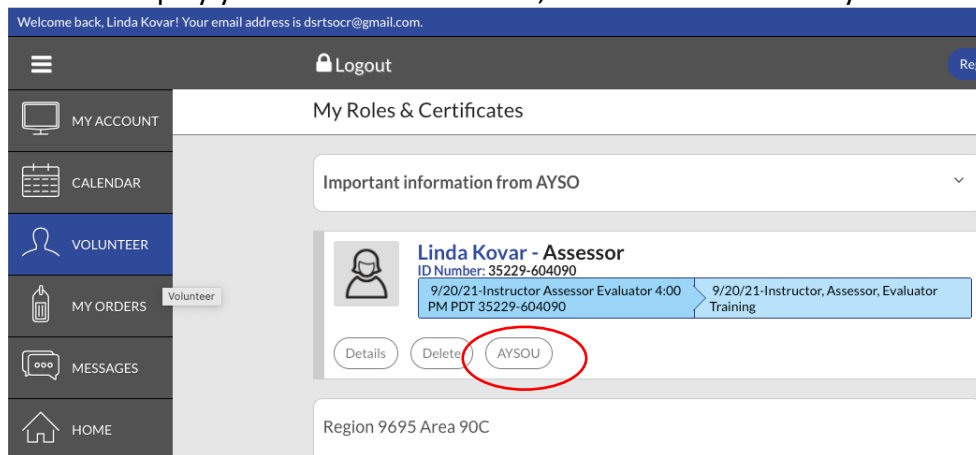 Welcome back, Linda Kovar! Your email address is dsrtsocr@gmail.com.
Logout
My Roles & Certificates
MY ACCOUNT
CALENDAR
VOLUNTEER
MY ORDERS
Volunteer
MESSAGES
HOME
Important information from AYSO
Linda Kovar - Assessor
ID Number: 35229-604090
9/20/21-Instructor Assessor Evaluator 4:00
PM PDT 35229-604090
9/20/21-Instructor, Assessor, Evaluator
Training
Details
Delete
AYSOU
Region 9695 Area 90C